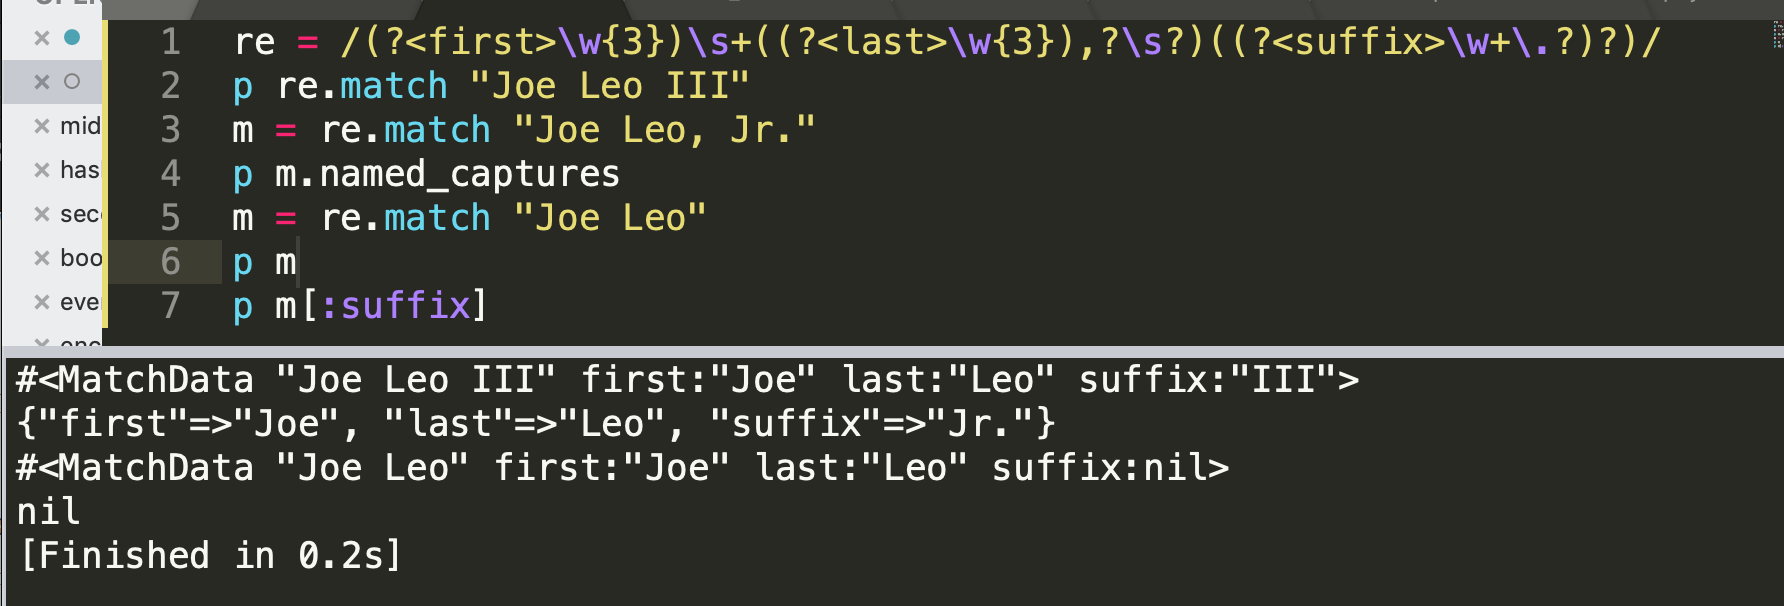 1 re = /(?<first>\w{3})\s+((?<last>\w{3}),?\s?)((?<suffix>\w+\.?)?)/
2 p re.match "Joe Leo III"
3 m = re.match "Joe Leo, Jr."
mid
4 p m.named_captures
has
5 m = re.match "Joe Leo"
sec
6 p m
boo
7 p m[:suffix]
eve
#<MatchData "Joe Leo III" first:"Joe" last:"Leo" suffix:"III">
{"first"=>"Joe", "last"=>"Leo", "suffix"=>"Jr."}
#<MatchData "Joe Leo" first:"Joe" last:"Leo" suffix:nil>
nil
[Finished in 0.2s]